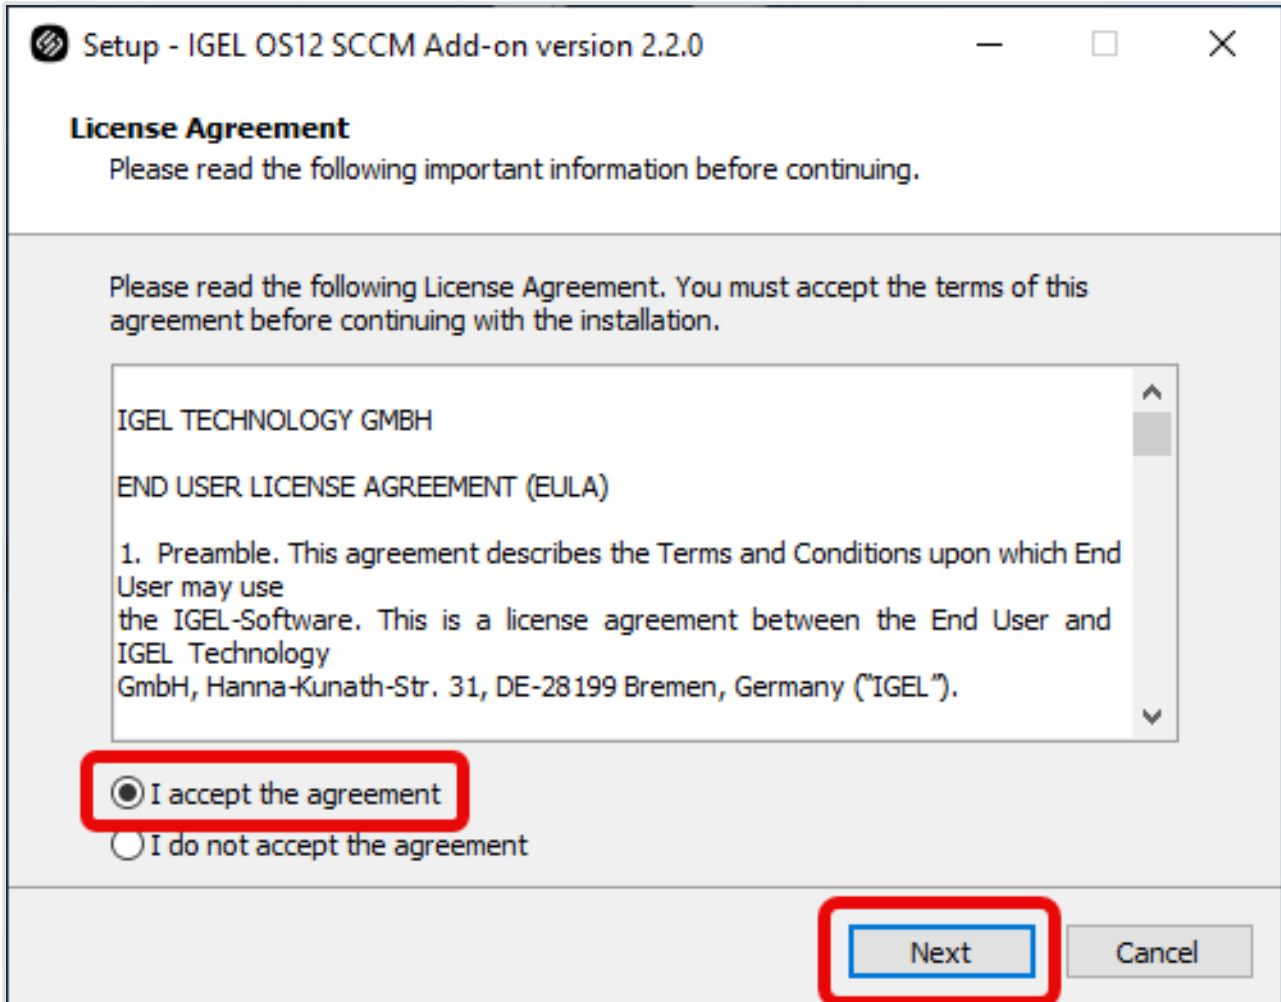 Setup - IGEL OS12 SCCM Add-on version 2.2.0
License Agreement
Please read the following important information before continuing.
Please read the following License Agreement. You must accept the terms of this
agreement before continuing with the installation.
IGEL TECHNOLOGY GMBH
END USER LICENSE AGREEMENT (EULA)
1. Preamble. This agreement describes the Terms and Conditions upon which End
User may use
the IGEL-Software. This is a license agreement between the End User and
IGEL Technology
GmbH, Hanna-Kunath-Str. 31, DE-28199 Bremen, Germany ("IGEL").
I accept the agreement
I do not accept the agreement
Next
Cancel